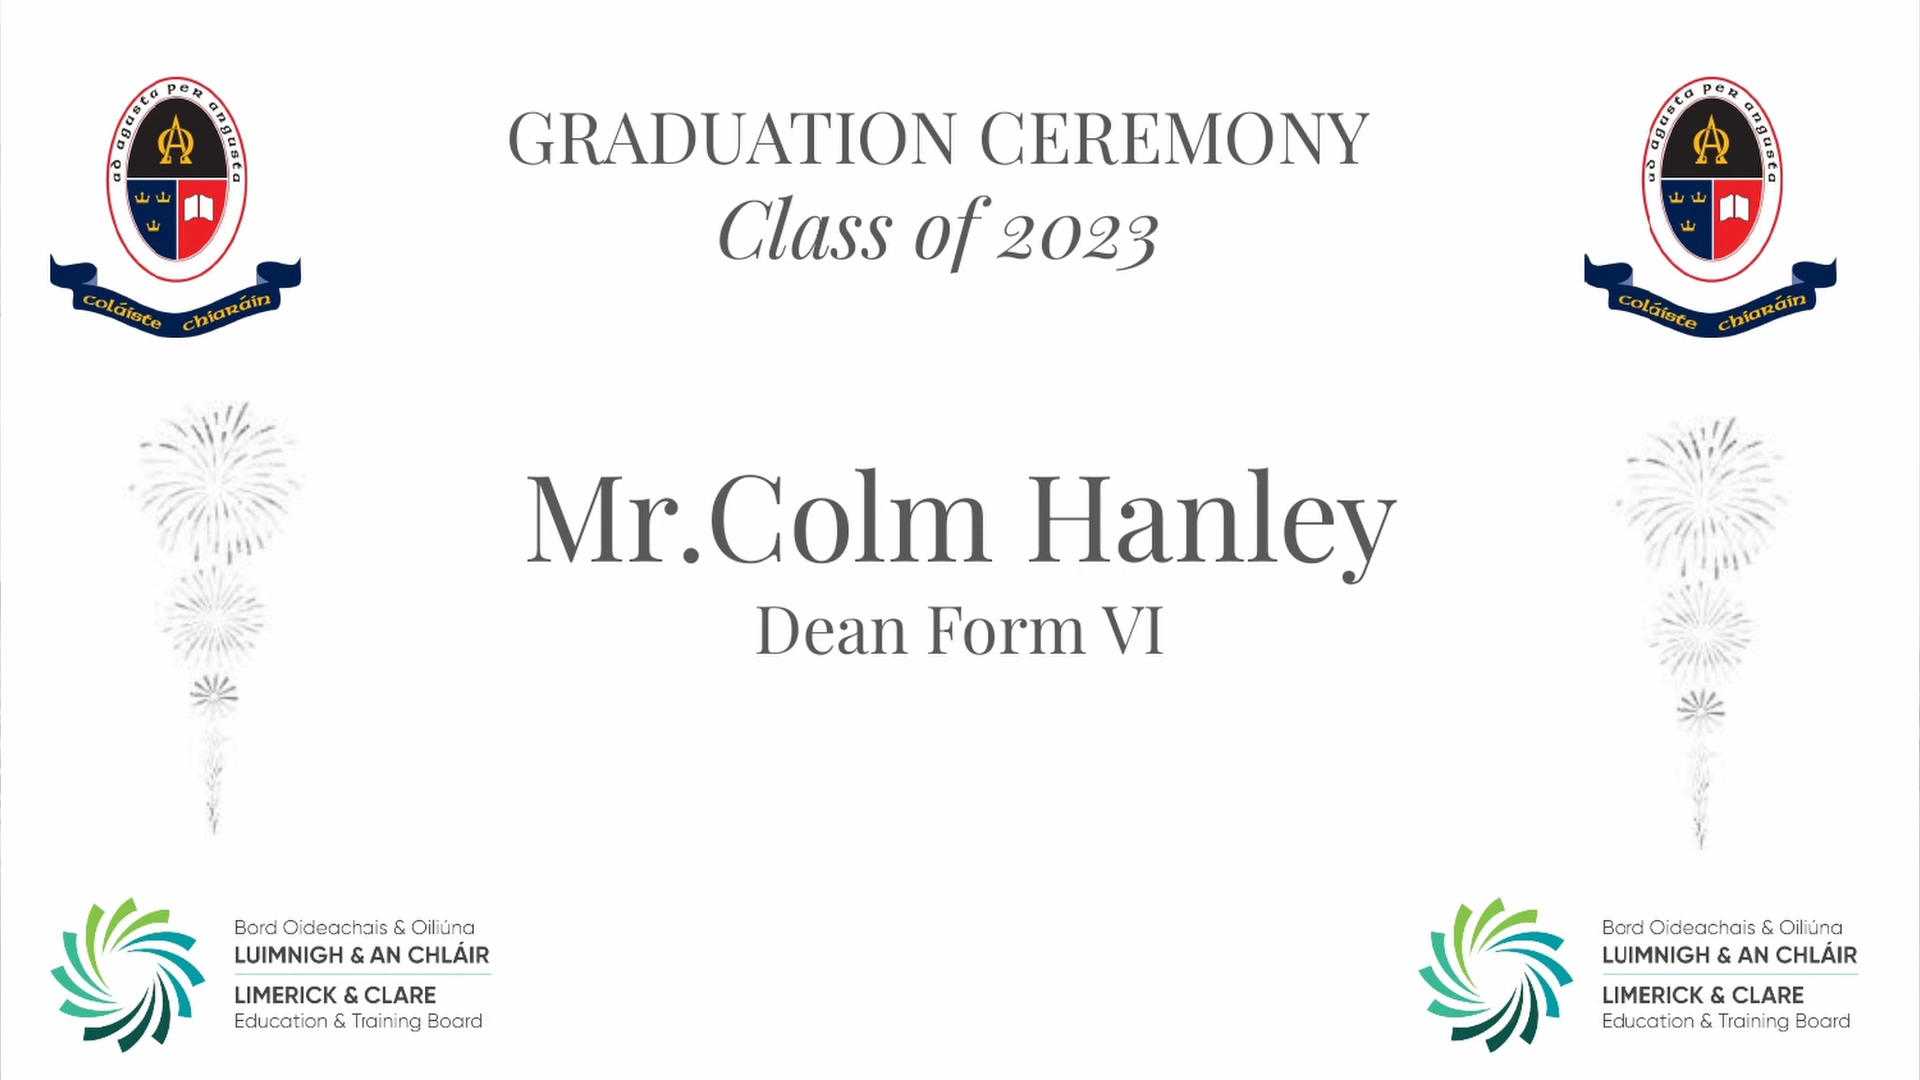 ad agusta per angusta
ad agusta per angusta
GRADUATION CEREMONY
Class of 2023
coláiste chiaráin
coláiste chiaráin
Mr.Colm Hanley
Dean Form VI
Bord Oideachais & Oiliúna
LUIMNIGH & AN CHLÁIR
LIMERICK & CLARE
Education & Training Board
Bord Oideachais & Oiliúna
LUIMNIGH & AN CHLÁIR
LIMERICK & CLARE
Education & Training Board